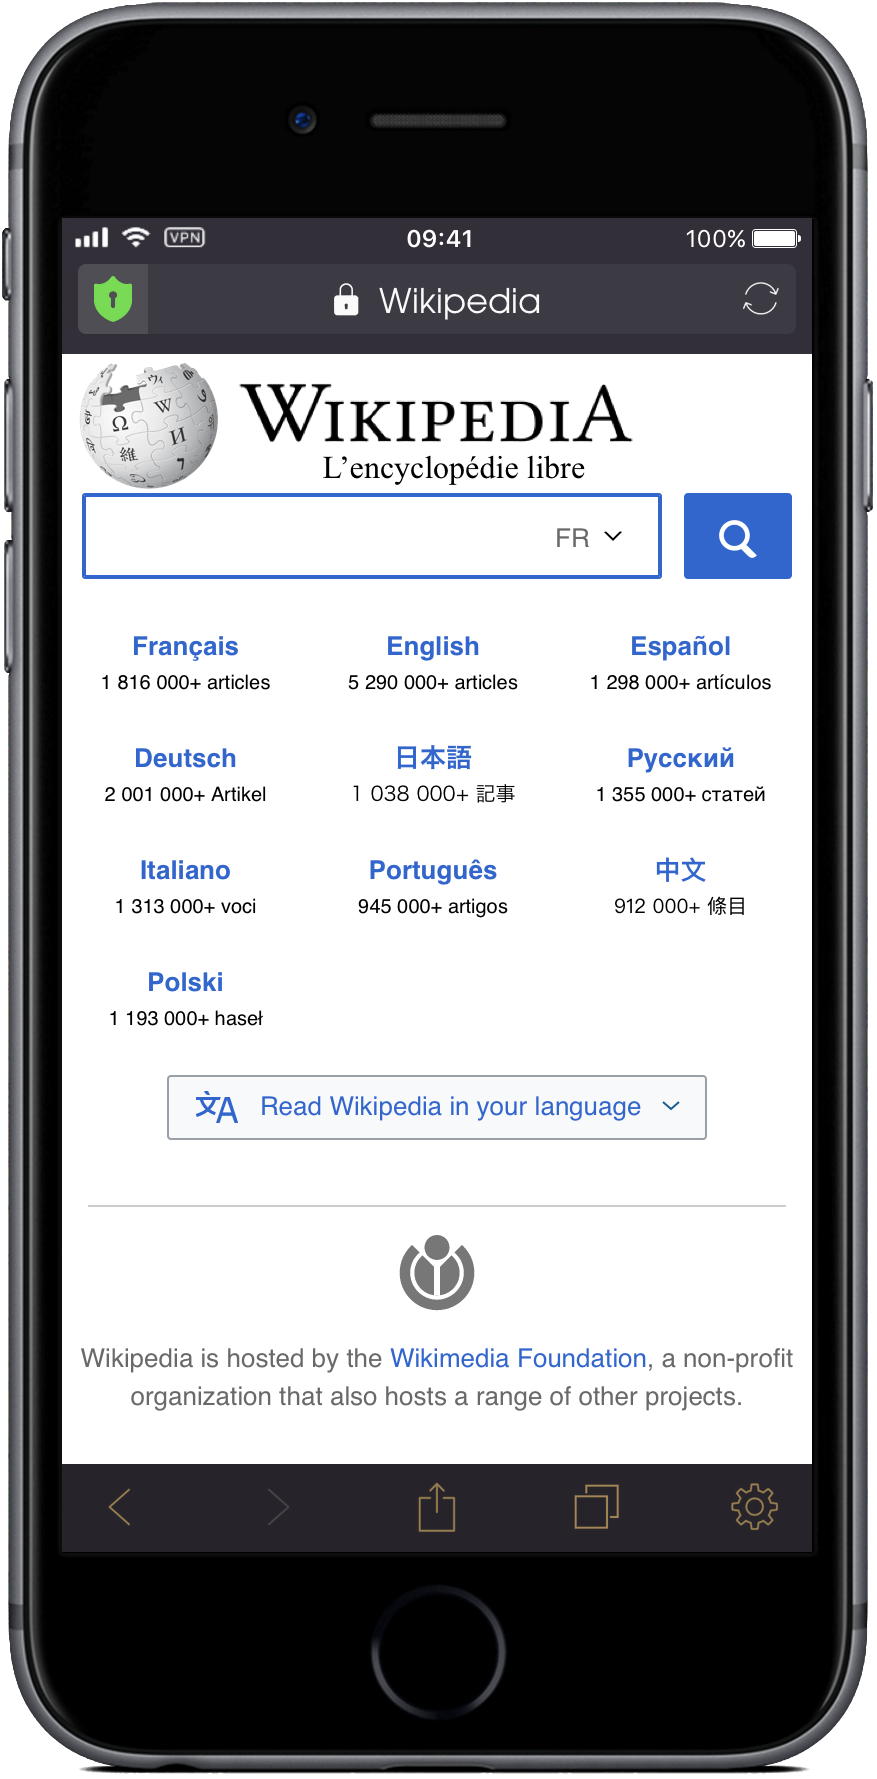 VPN 09:41 100%
Wikipedia
Ω W И 維
WIKIPEDIA
L'encyclopédie libre
FR
Français English Español
1 816 000+ articles 5 290 000+ articles 1 298 000+ artículos
Deutsch 日本語 Русский
2 001 000+ Artikel 1 038 000+ 記事 1 355 000+ статей
Italiano Português 中文
1 313 000+ voci 945 000+ artigos 912 000+ 條目
Polski
1 193 000+ haseł
文A Read Wikipedia in your language
Wikipedia is hosted by the Wikimedia Foundation, a non-profit
organization that also hosts a range of other projects.